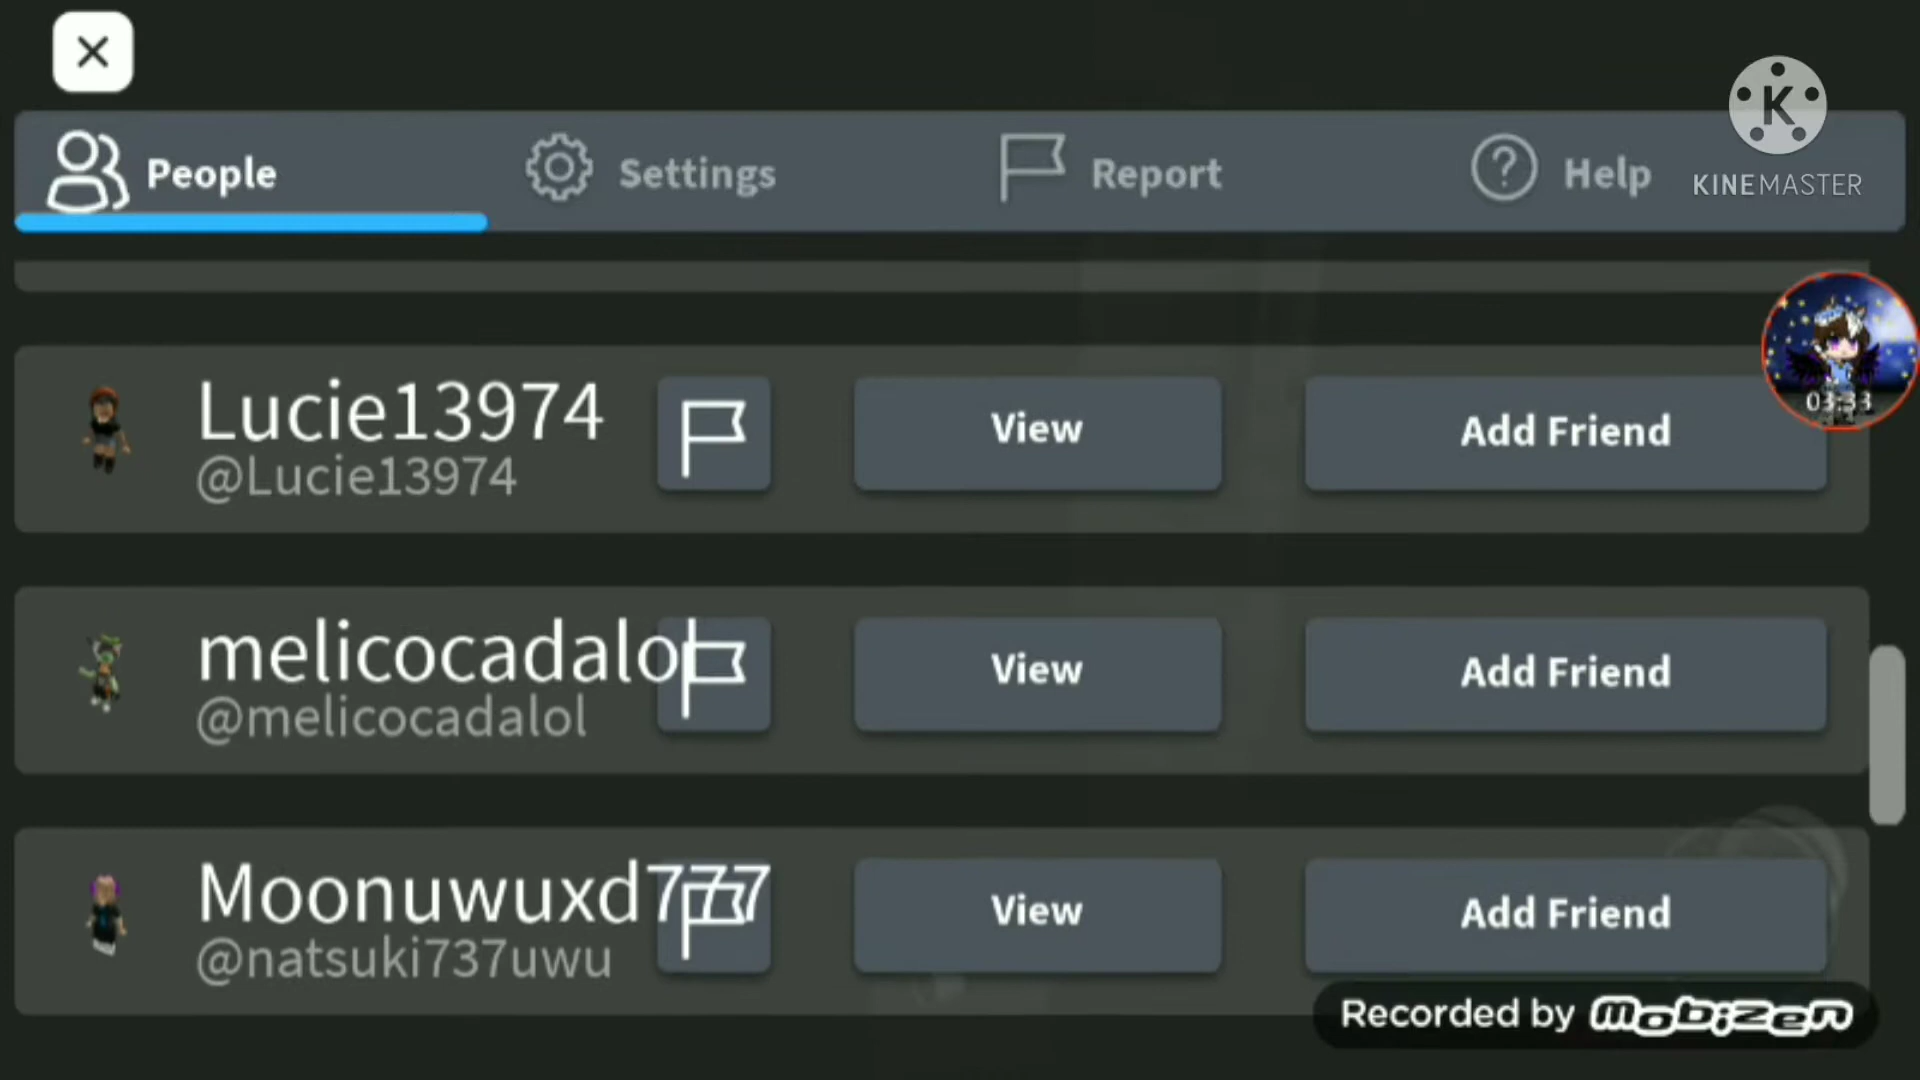 People
Settings
Report
Help
KINEMASTER
03:33
Lucie13974
@Lucie13974
View
Add Friend
melicocadalol
@melicocadalol
View
Add Friend
Moonuwuxd777
@natsuki737uwu
View
Add Friend
Recorded by mobizen